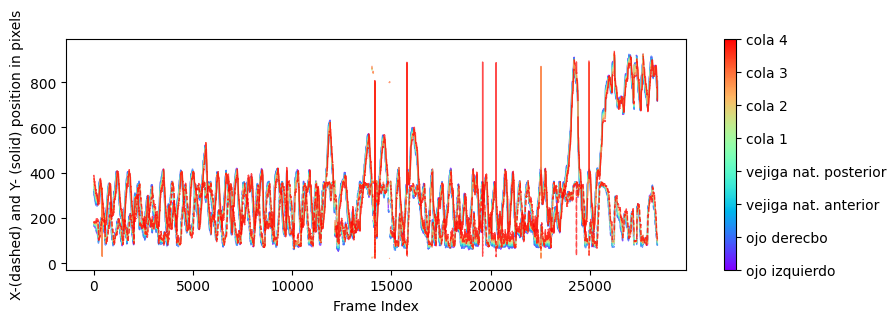 X-(dashed) and Y- (solid) position in pixels
800
600
400
200
0
0
5000
10000
15000
20000
25000
Frame Index
cola 4
cola 3
cola 2
cola 1
vejiga nat. posterior
vejiga nat. anterior
ojo derecbo
ojo izquierdo